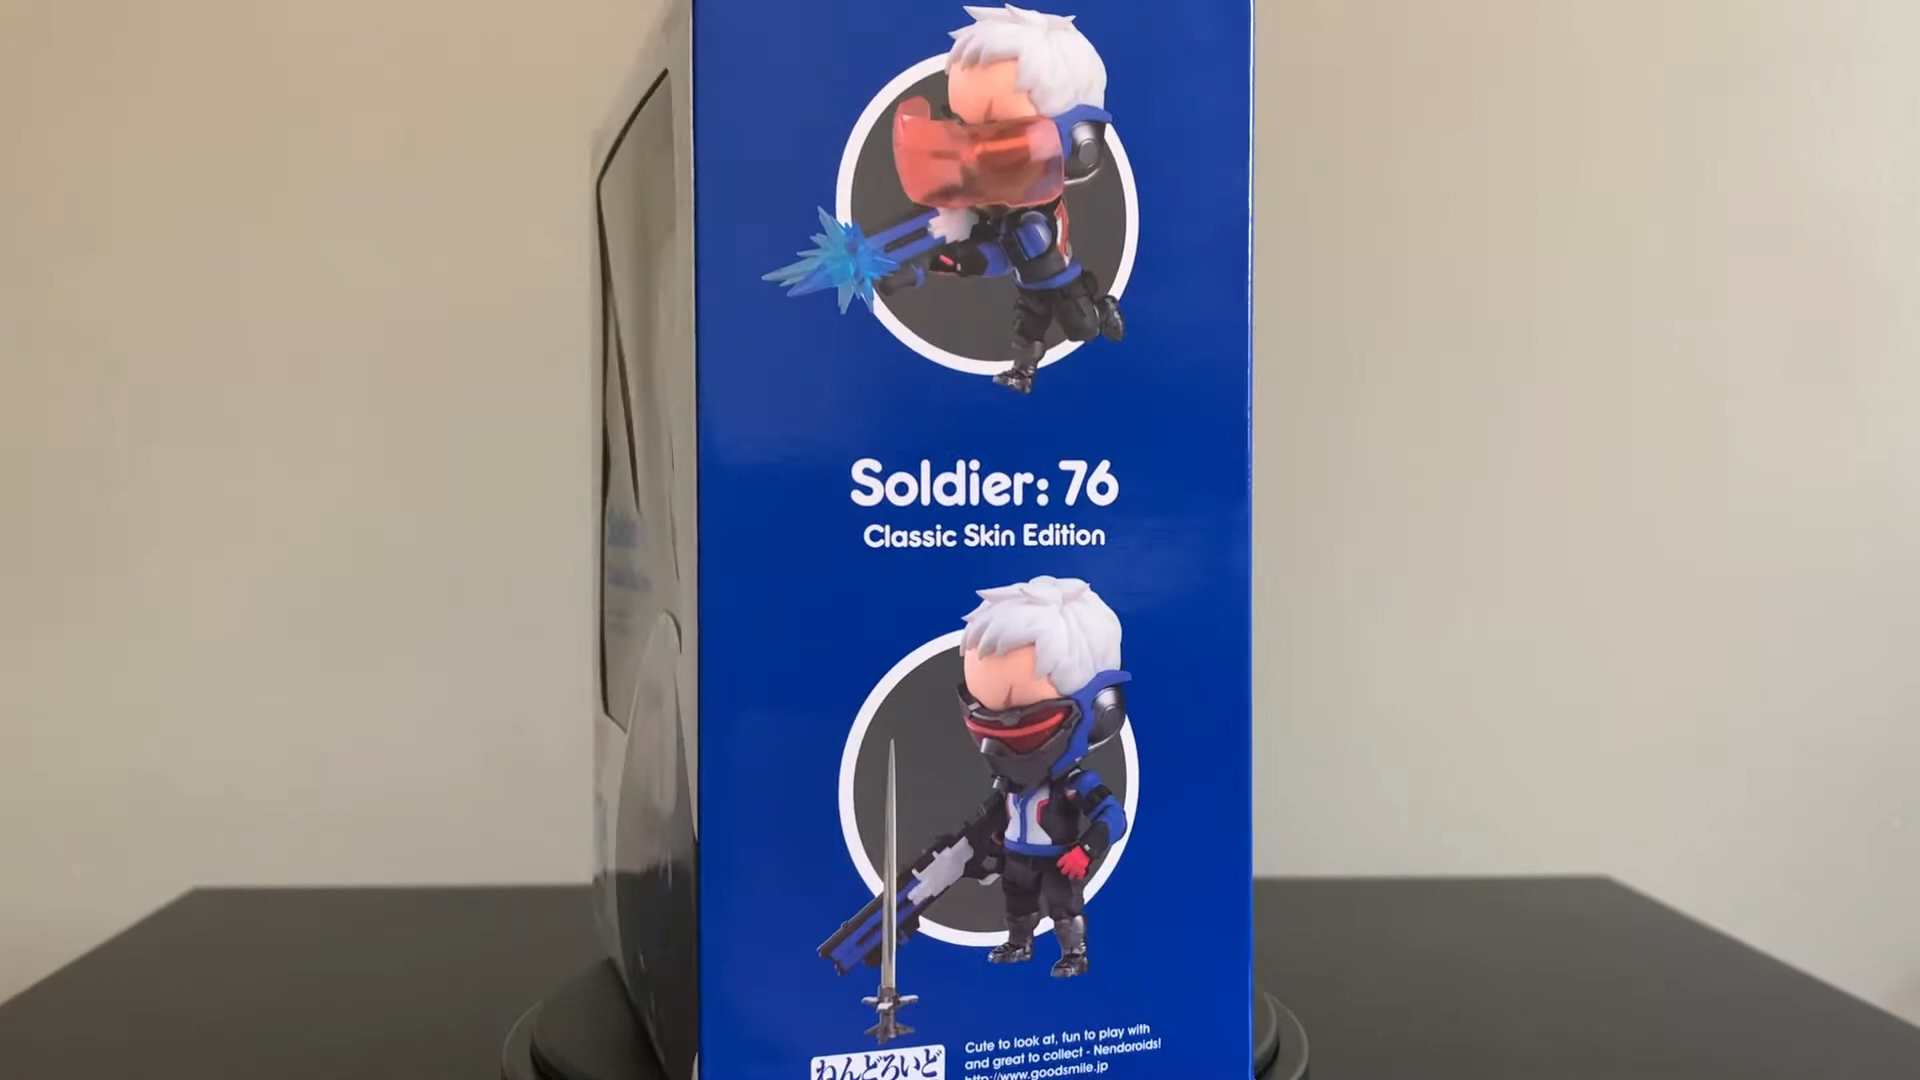 Soldier: 76
Classic Skin Edition
ねんどろいど
Cute to look at, fun to play with
and great to collect - Nendoroids!
http://www.goodsmile.jp